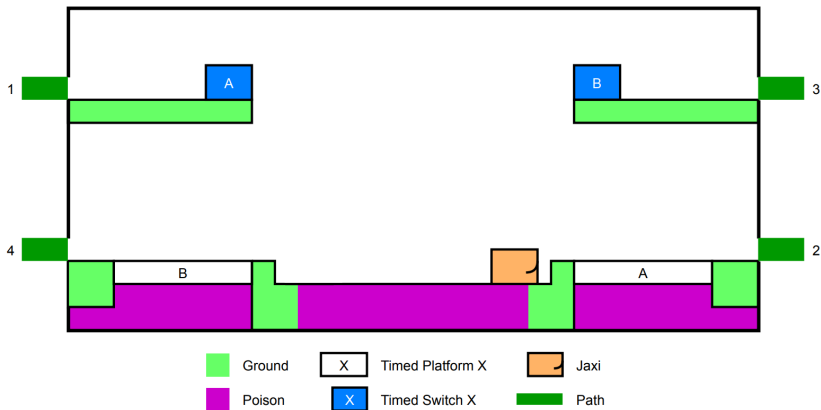 A B
1 3
4 2
B A
Ground X Timed Platform X Jaxi
Poison X Timed Switch X Path